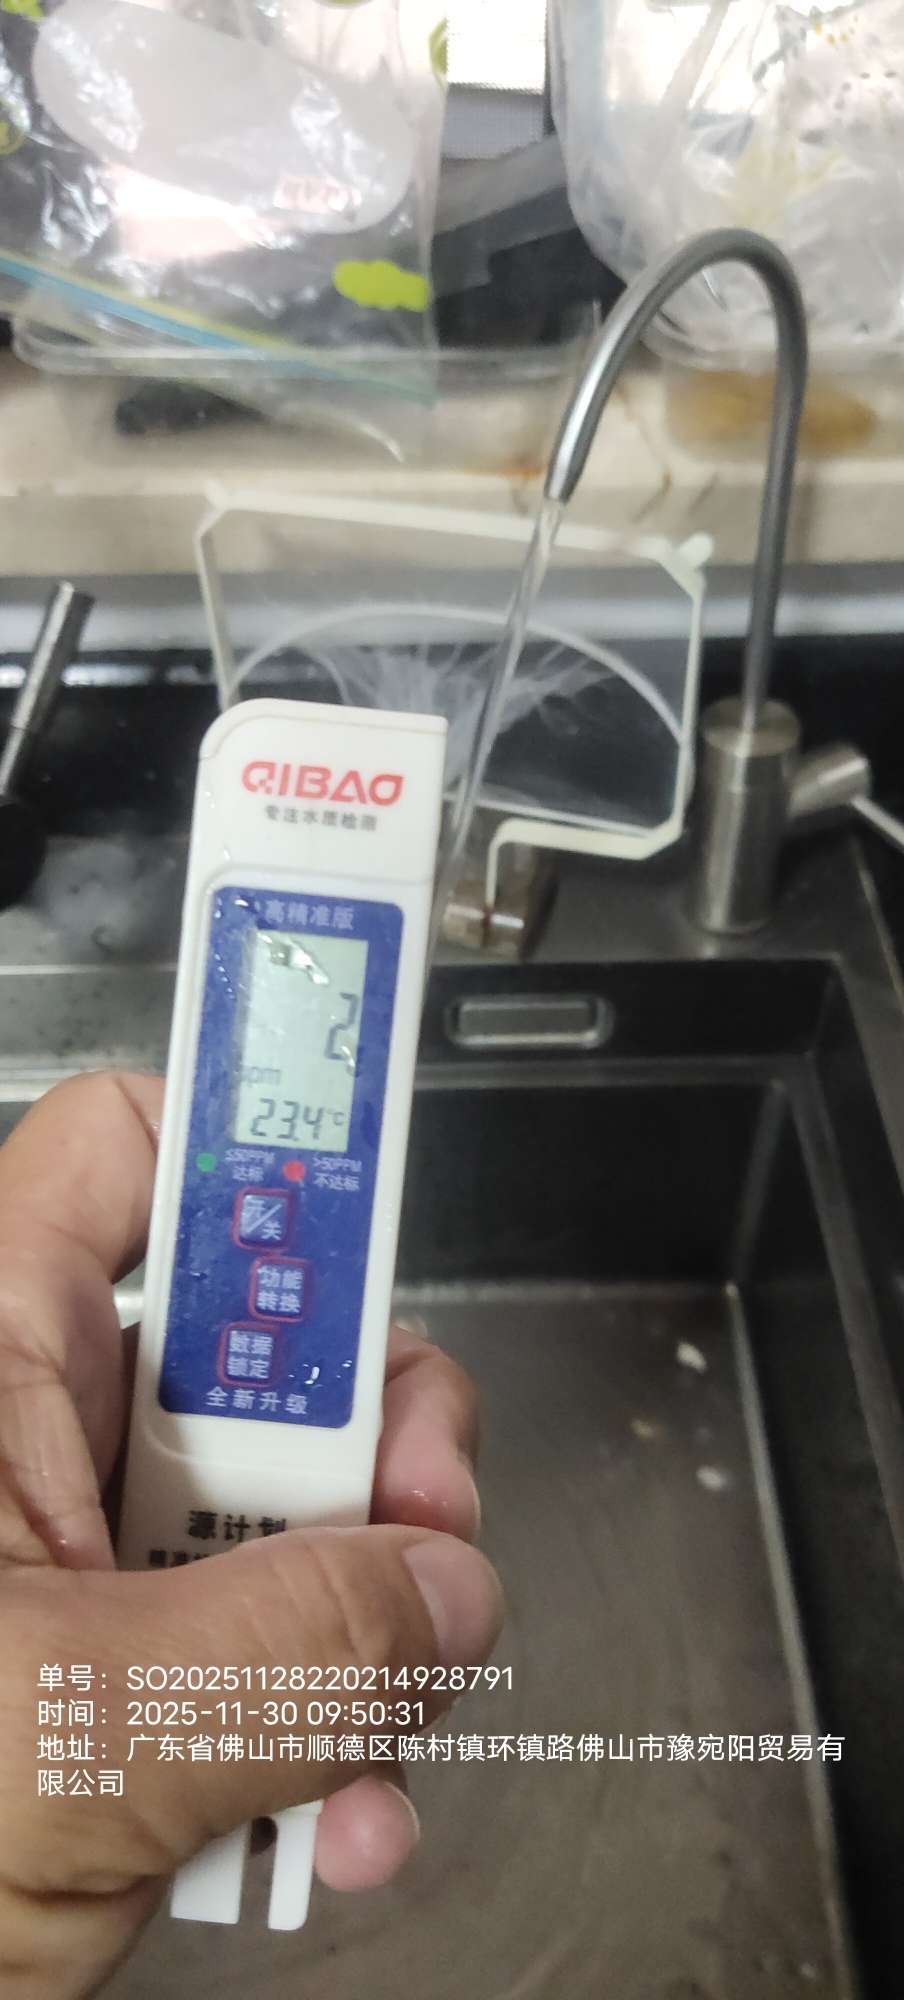 QIBAO
专注水质检测
高精准版
2
ppm
23.4°C
≤50PPM
达标
>50PPM
不达标
开/关
功能
转换
数据
锁定
全新升级
源计划
单号：SO20251128220214928791
时间：2025-11-30 09:50:31
地址：广东省佛山市顺德区陈村镇环镇路佛山市豫宛阳贸易有
限公司